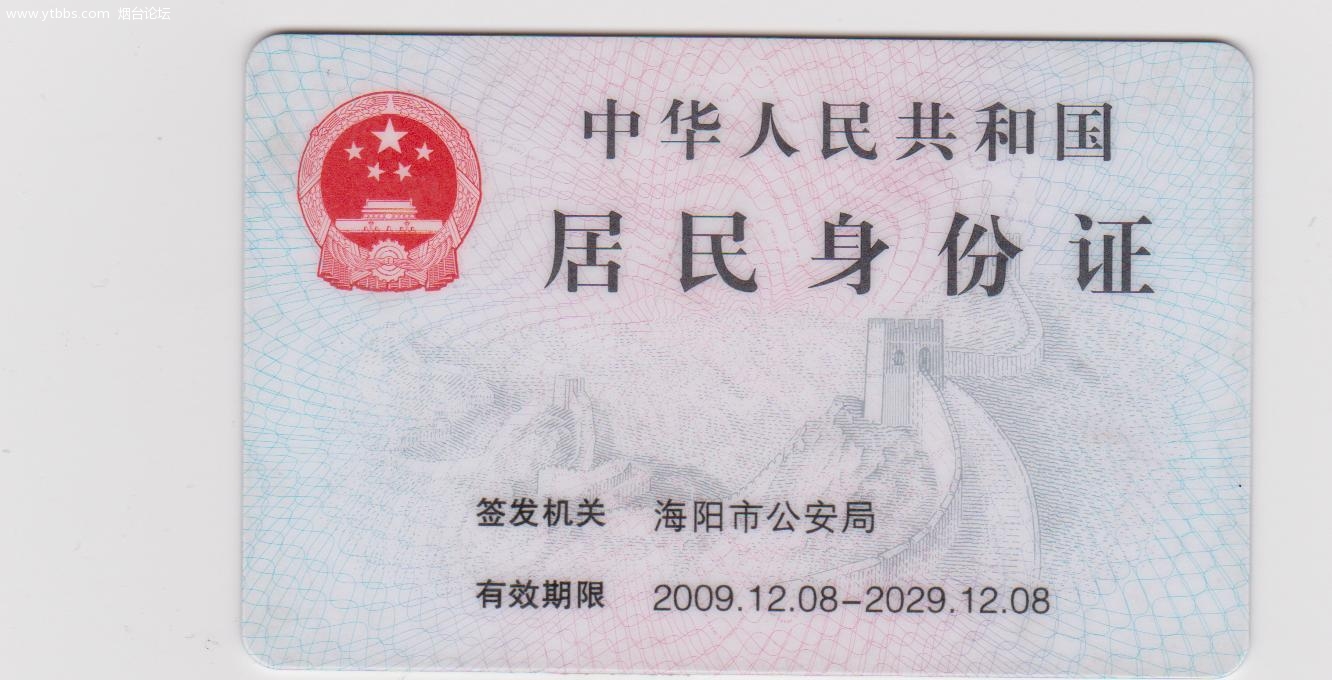 www.ytbbs.com 烟台论坛
中华人民共和国
居民身份证
签发机关 海阳市公安局
有效期限 2009.12.08-2029.12.08